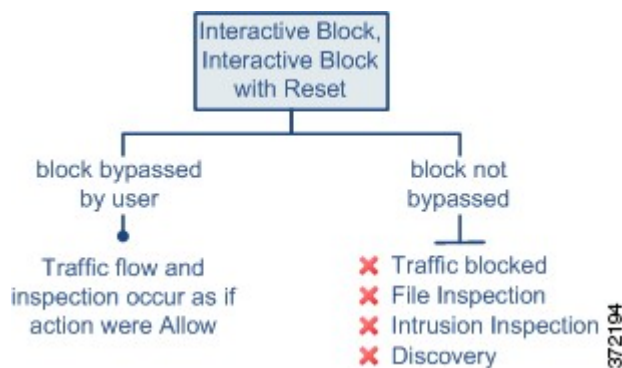 Interactive Block,
Interactive Block
with Reset
block bypassed
by user
Traffic flow and
inspection occur as if
action were Allow
block not
bypassed
Traffic blocked
File Inspection
Intrusion Inspection
Discovery
372194